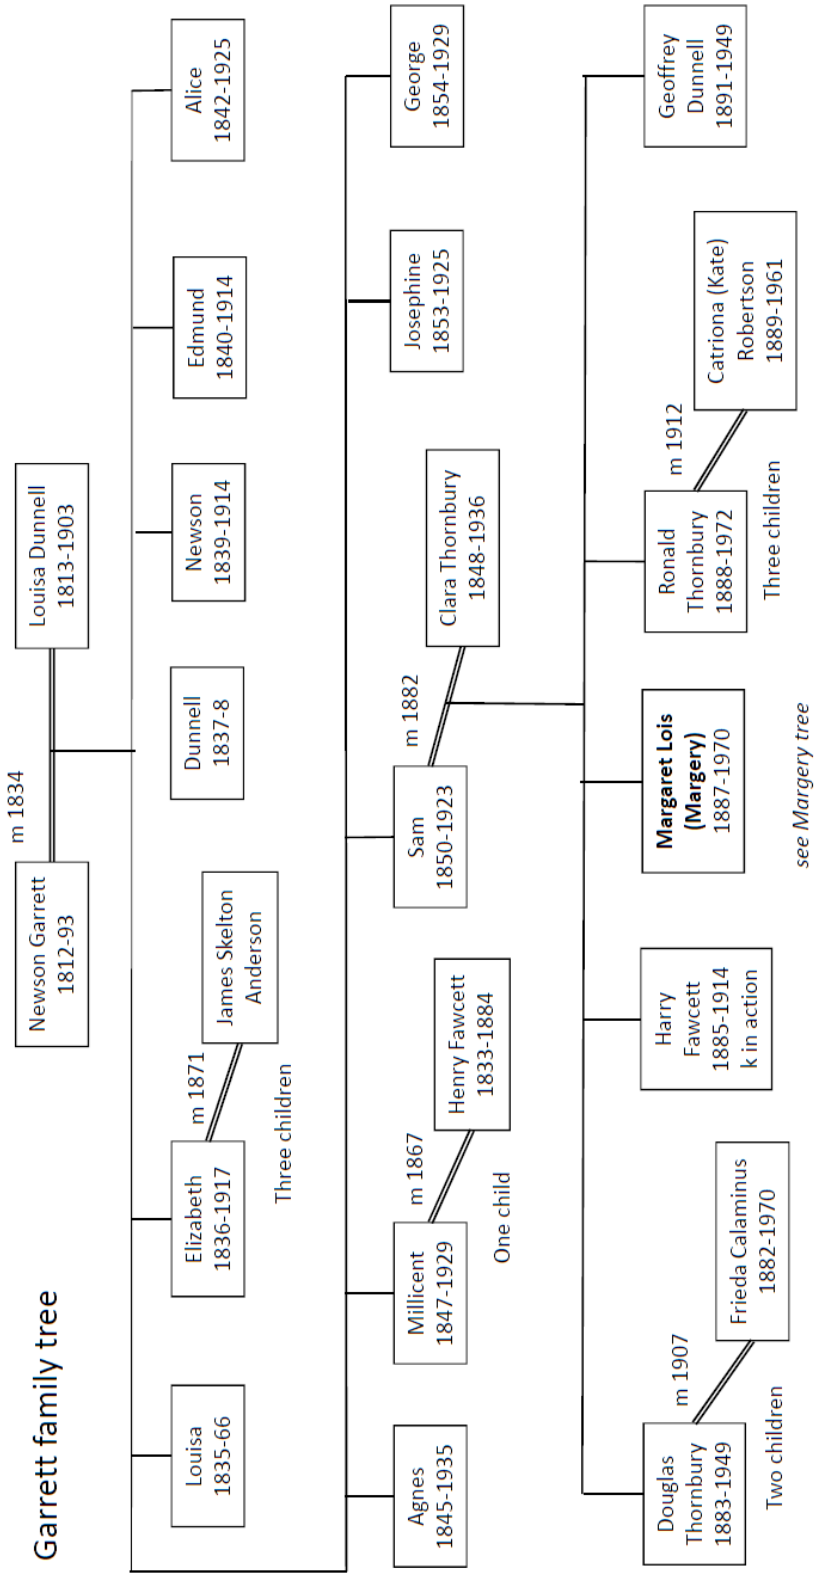 Garrett family tree
m 1834
Newson Garrett
1812-93
Louisa Dunnell
1813-1903
Louisa
1835-66
Elizabeth
1836-1917
m 1871
James Skelton
Anderson
Three children
Dunnell
1837-8
Newson
1839-1914
Edmund
1840-1914
Alice
1842-1925
Agnes
1845-1935
Millicent
1847-1929
m 1867
Henry Fawcett
1833-1884
One child
Sam
1850-1923
m 1882
Clara Thornbury
1848-1936
Josephine
1853-1925
George
1854-1929
Douglas
Thornbury
1883-1949
m 1907
Frieda Calaminus
1882-1970
Two children
Harry
Fawcett
1885-1914
k in action
Margaret Lois
(Margery)
1887-1970
see Margery tree
Ronald
Thornbury
1888-1972
m 1912
Catriona (Kate)
Robertson
1889-1961
Three children
Geoffrey
Dunnell
1891-1949